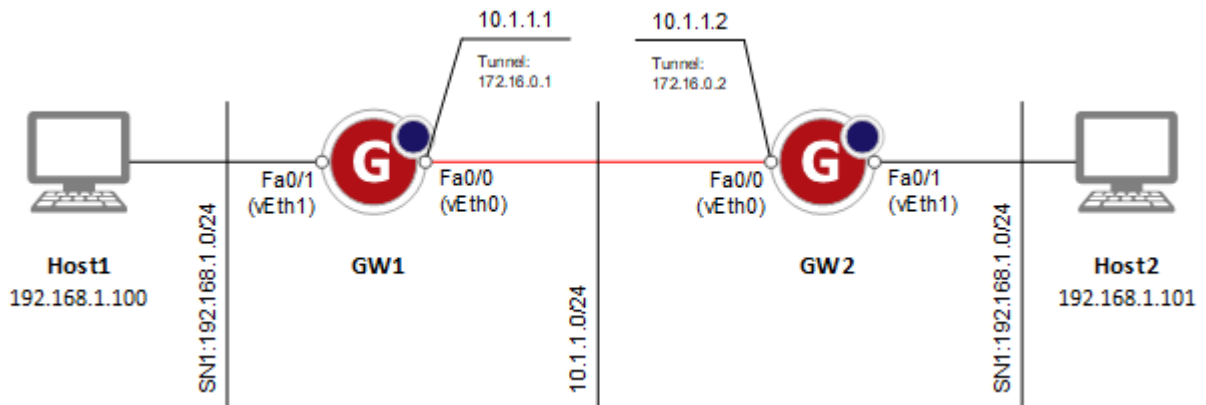 10.1.1.1
Tunnel:
172.16.0.1
10.1.1.2
Tunnel:
172.16.0.2
G
G
Fa0/1
(vEth1)
Fa0/0
(vEth0)
Fa0/0
(vEth0)
Fa0/1
(vEth1)
Host1
192.168.1.100
SN1:192.168.1.0/24
GW1
10.1.1.0/24
GW2
SN1:192.168.1.0/24
Host2
192.168.1.101